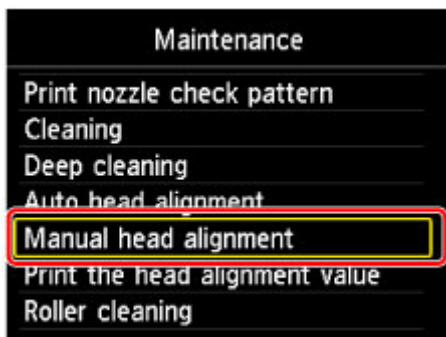 Maintenance
Print nozzle check pattern
Cleaning
Deep cleaning
Auto head alignment
Manual head alignment
Print the head alignment value
Roller cleaning